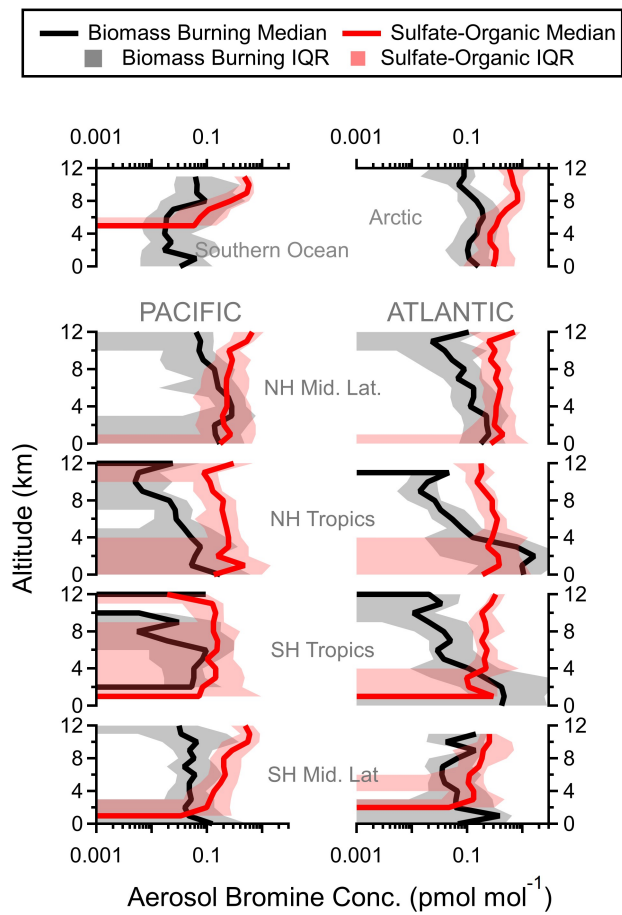 Biomass Burning Median Sulfate-Organic Median
Biomass Burning IQR Sulfate-Organic IQR
0.001 0.1 0.001 0.1
12 12
8 8
4 4
0 0
Southern Ocean Arctic
PACIFIC ATLANTIC
12 12
8 8
4 4
0 0
NH Mid. Lat.
12 12
8 8
4 4
0 0
NH Tropics
12 12
8 8
4 4
0 0
SH Tropics
12 12
8 8
4 4
0 0
SH Mid. Lat
0.001 0.1 0.001 0.1
Altitude (km)
Aerosol Bromine Conc. (pmol mol⁻¹)